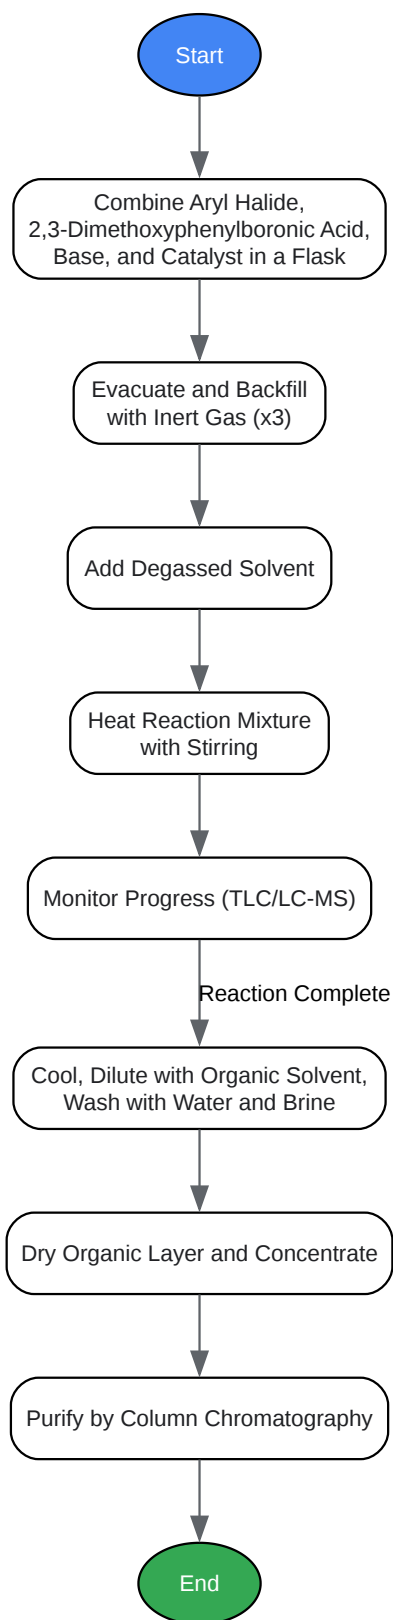 Start
Combine Aryl Halide,
2,3-Dimethoxyphenylboronic Acid,
Base, and Catalyst in a Flask
Evacuate and Backfill
with Inert Gas (x3)
Add Degassed Solvent
Heat Reaction Mixture
with Stirring
Monitor Progress (TLC/LC-MS)
Reaction Complete
Cool, Dilute with Organic Solvent,
Wash with Water and Brine
Dry Organic Layer and Concentrate
Purify by Column Chromatography
End